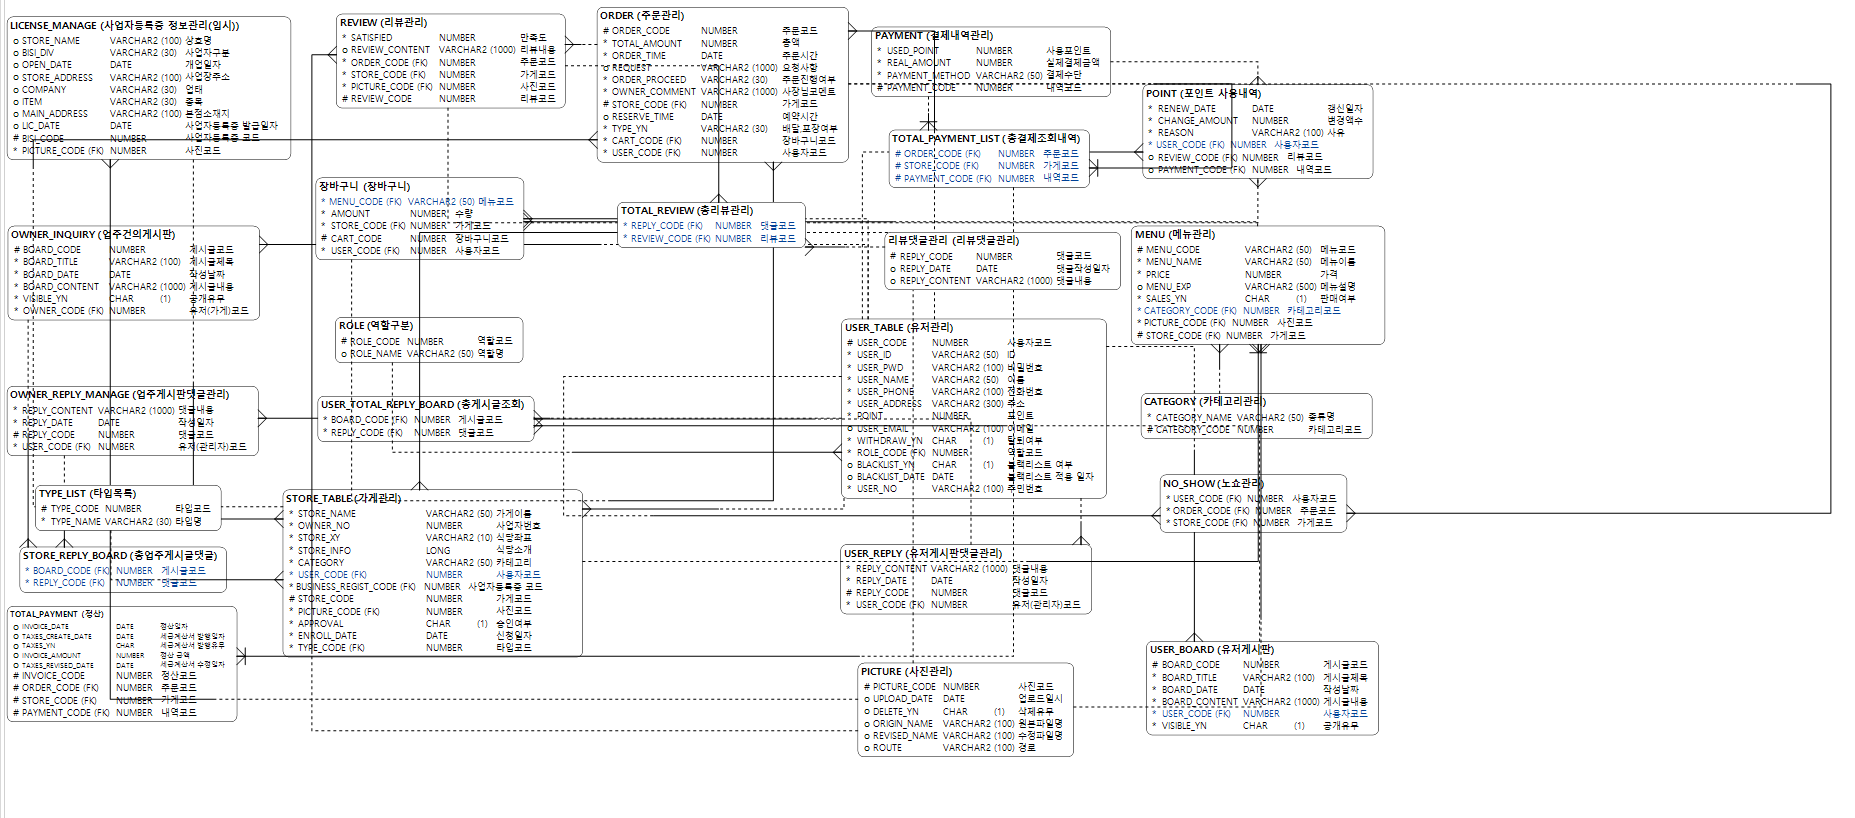 LICENSE_MANAGE (사업자등록증 정보관리(임시))
o STORE_NAME VARCHAR2 (100) 상호명
o BISI_DIV VARCHAR2 (30) 사업자구분
o OPEN_DATE DATE 개업일자
o STORE_ADDRESS VARCHAR2 (100) 사업장주소
o COMPANY VARCHAR2 (30) 업태
o ITEM VARCHAR2 (30) 종목
o MAIN_ADDRESS VARCHAR2 (100) 본점소재지
o LIC_DATE DATE 사업자등록증 발급일자
# BISI_CODE NUMBER 사업자등록증 코드
* PICTURE_CODE (FK) NUMBER 사진코드
REVIEW (리뷰관리)
* SATISFIED NUMBER 만족도
o REVIEW_CONTENT VARCHAR2 (1000) 리뷰내용
* ORDER_CODE (FK) NUMBER 주문코드
* STORE_CODE (FK) NUMBER 가게코드
* PICTURE_CODE (FK) NUMBER 사진코드
# REVIEW_CODE NUMBER 리뷰코드
ORDER (주문관리)
# ORDER_CODE NUMBER 주문코드
* TOTAL_AMOUNT NUMBER 총액
* ORDER_TIME DATE 주문시간
o REQUEST VARCHAR2 (1000) 요청사항
* ORDER_PROCEED VARCHAR2 (30) 주문진행여부
* OWNER_COMMENT VARCHAR2 (1000) 사장님코멘트
# STORE_CODE (FK) NUMBER 가게코드
o RESERVE_TIME DATE 예약시간
* TYPE_YN VARCHAR2 (30) 배달,포장여부
* CART_CODE (FK) NUMBER 장바구니코드
* USER_CODE (FK) NUMBER 사용자코드
PAYMENT (결제내역관리)
* USED_POINT NUMBER 사용포인트
* REAL_AMOUNT NUMBER 실제결제금액
* PAYMENT_METHOD VARCHAR2 (50) 결제수단
# PAYMENT_CODE NUMBER 내역코드
POINT (포인트 사용내역)
* RENEW_DATE DATE 갱신일자
* CHANGE_AMOUNT NUMBER 변경액수
* REASON VARCHAR2 (100) 사유
* USER_CODE (FK) NUMBER 사용자코드
o REVIEW_CODE (FK) NUMBER 리뷰코드
o PAYMENT_CODE (FK) NUMBER 내역코드
TOTAL_PAYMENT_LIST (총결제조회내역)
# ORDER_CODE (FK) NUMBER 주문코드
# STORE_CODE (FK) NUMBER 가게코드
# PAYMENT_CODE (FK) NUMBER 내역코드
장바구니 (장바구니)
* MENU_CODE (FK) VARCHAR2 (50) 메뉴코드
* AMOUNT NUMBER 수량
* STORE_CODE (FK) NUMBER 가게코드
# CART_CODE NUMBER 장바구니코드
* USER_CODE (FK) NUMBER 사용자코드
TOTAL_REVIEW (총리뷰관리)
* REPLY_CODE (FK) NUMBER 댓글코드
* REVIEW_CODE (FK) NUMBER 리뷰코드
리뷰댓글관리 (리뷰댓글관리)
# REPLY_CODE NUMBER 댓글코드
o REPLY_DATE DATE 댓글작성일자
o REPLY_CONTENT VARCHAR2 (1000) 댓글내용
MENU (메뉴관리)
# MENU_CODE VARCHAR2 (50) 메뉴코드
* MENU_NAME VARCHAR2 (50) 메뉴이름
* PRICE NUMBER 가격
o MENU_EXP VARCHAR2 (500) 메뉴설명
* SALES_YN CHAR (1) 판매여부
* CATEGORY_CODE (FK) NUMBER 카테고리코드
* PICTURE_CODE (FK) NUMBER 사진코드
# STORE_CODE (FK) NUMBER 가게코드
OWNER_INQUIRY (업주건의게시판)
# BOARD_CODE NUMBER 게시글코드
* BOARD_TITLE VARCHAR2 (100) 게시글제목
* BOARD_DATE DATE 작성날짜
* BOARD_CONTENT VARCHAR2 (1000) 게시글내용
* VISIBLE_YN CHAR (1) 공개유무
* OWNER_CODE (FK) NUMBER 유저(가게)코드
ROLE (역할구분)
# ROLE_CODE NUMBER 역할코드
o ROLE_NAME VARCHAR2 (50) 역할명
USER_TABLE (유저관리)
# USER_CODE NUMBER 사용자코드
* USER_ID VARCHAR2 (50) ID
* USER_PWD VARCHAR2 (100) 비밀번호
* USER_NAME VARCHAR2 (50) 이름
* USER_PHONE VARCHAR2 (100) 전화번호
* USER_ADDRESS VARCHAR2 (300) 주소
* POINT NUMBER 포인트
o USER_EMAIL VARCHAR2 (100) 이메일
* WITHDRAW_YN CHAR (1) 탈퇴여부
* ROLE_CODE (FK) NUMBER 역할코드
o BLACKLIST_YN CHAR (1) 블랙리스트 여부
o BLACKLIST_DATE DATE 블랙리스트 적용 일자
* USER_NO VARCHAR2 (100) 주민번호
OWNER_REPLY_MANAGE (업주게시판댓글관리)
* REPLY_CONTENT VARCHAR2 (1000) 댓글내용
* REPLY_DATE DATE 작성일자
# REPLY_CODE NUMBER 댓글코드
* USER_CODE (FK) NUMBER 유저(관리자)코드
USER_TOTAL_REPLY_BOARD (총게시글조회)
* BOARD_CODE (FK) NUMBER 게시글코드
* REPLY_CODE (FK) NUMBER 댓글코드
CATEGORY (카테고리관리)
* CATEGORY_NAME VARCHAR2 (50) 종류명
# CATEGORY_CODE NUMBER 카테고리코드
TYPE_LIST (타입목록)
# TYPE_CODE NUMBER 타입코드
* TYPE_NAME VARCHAR2 (30) 타입명
STORE_TABLE (가게관리)
* STORE_NAME VARCHAR2 (50) 가게이름
* OWNER_NO NUMBER 사업자번호
* STORE_XY VARCHAR2 (10) 식당좌표
* STORE_INFO LONG 식당소개
* CATEGORY VARCHAR2 (50) 카테고리
* USER_CODE (FK) NUMBER 사용자코드
* BUSINESS_REGIST_CODE (FK) NUMBER 사업자등록증 코드
# STORE_CODE NUMBER 가게코드
* PICTURE_CODE (FK) NUMBER 사진코드
* APPROVAL CHAR (1) 승인여부
* ENROLL_DATE DATE 신청일자
* TYPE_CODE (FK) NUMBER 타입코드
NO_SHOW (노쇼관리)
* USER_CODE (FK) NUMBER 사용자코드
* ORDER_CODE (FK) NUMBER 주문코드
* STORE_CODE (FK) NUMBER 가게코드
STORE_REPLY_BOARD (총업주게시글댓글)
* BOARD_CODE (FK) NUMBER 게시글코드
* REPLY_CODE (FK) NUMBER 댓글코드
USER_REPLY (유저게시판댓글관리)
* REPLY_CONTENT VARCHAR2 (1000) 댓글내용
* REPLY_DATE DATE 작성일자
# REPLY_CODE NUMBER 댓글코드
* USER_CODE (FK) NUMBER 유저(관리자)코드
TOTAL_PAYMENT (정산)
o INVOICE_DATE DATE 정산일자
o TAXES_CREATE_DATE DATE 세금계산서 발행일자
o TAXES_YN CHAR 세금계산서 발행유무
o INVOICE_AMOUNT NUMBER 정산 금액
o TAXES_REVISED_DATE DATE 세금계산서 수정일자
# INVOICE_CODE NUMBER 정산코드
# ORDER_CODE (FK) NUMBER 주문코드
# STORE_CODE (FK) NUMBER 가게코드
# PAYMENT_CODE (FK) NUMBER 내역코드
PICTURE (사진관리)
# PICTURE_CODE NUMBER 사진코드
o UPLOAD_DATE DATE 업로드일시
o DELETE_YN CHAR (1) 삭제유무
o ORIGIN_NAME VARCHAR2 (100) 원본파일명
o REVISED_NAME VARCHAR2 (100) 수정파일명
o ROUTE VARCHAR2 (100) 경로
USER_BOARD (유저게시판)
# BOARD_CODE NUMBER 게시글코드
* BOARD_TITLE VARCHAR2 (100) 게시글제목
* BOARD_DATE DATE 작성날짜
* BOARD_CONTENT VARCHAR2 (1000) 게시글내용
* USER_CODE (FK) NUMBER 사용자코드
* VISIBLE_YN CHAR (1) 공개유무